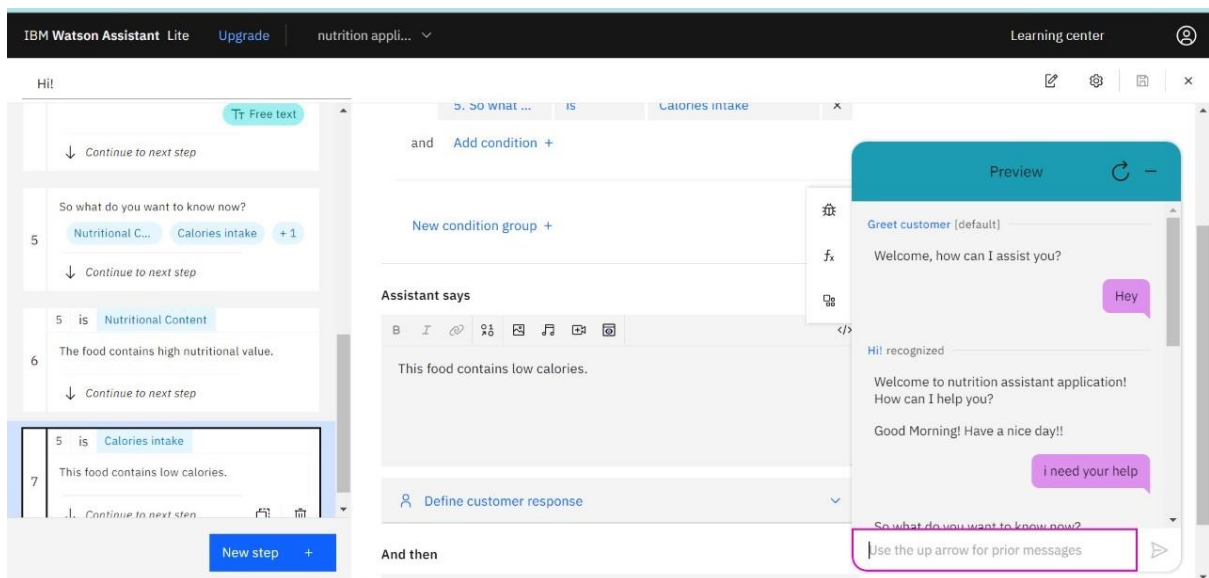 IBM Watson Assistant Lite Upgrade nutrition appli... Learning center
Hi!
Free text
Continue to next step
5
So what do you want to know now?
Nutritional C... Calories intake + 1
Continue to next step
5 is Nutritional Content
6
The food contains high nutritional value.
Continue to next step
5 is Calories intake
7
This food contains low calories.
Continue to next step
New step +
5. So what ... is Calories intake
and Add condition +
New condition group +
Assistant says
B I
This food contains low calories.
Define customer response
And then
fx
</>
Preview
Greet customer [default]
Welcome, how can I assist you?
Hey
Hi! recognized
Welcome to nutrition assistant application!
How can I help you?
Good Morning! Have a nice day!!
i need your help
So what do you want to know now?
Use the up arrow for prior messages